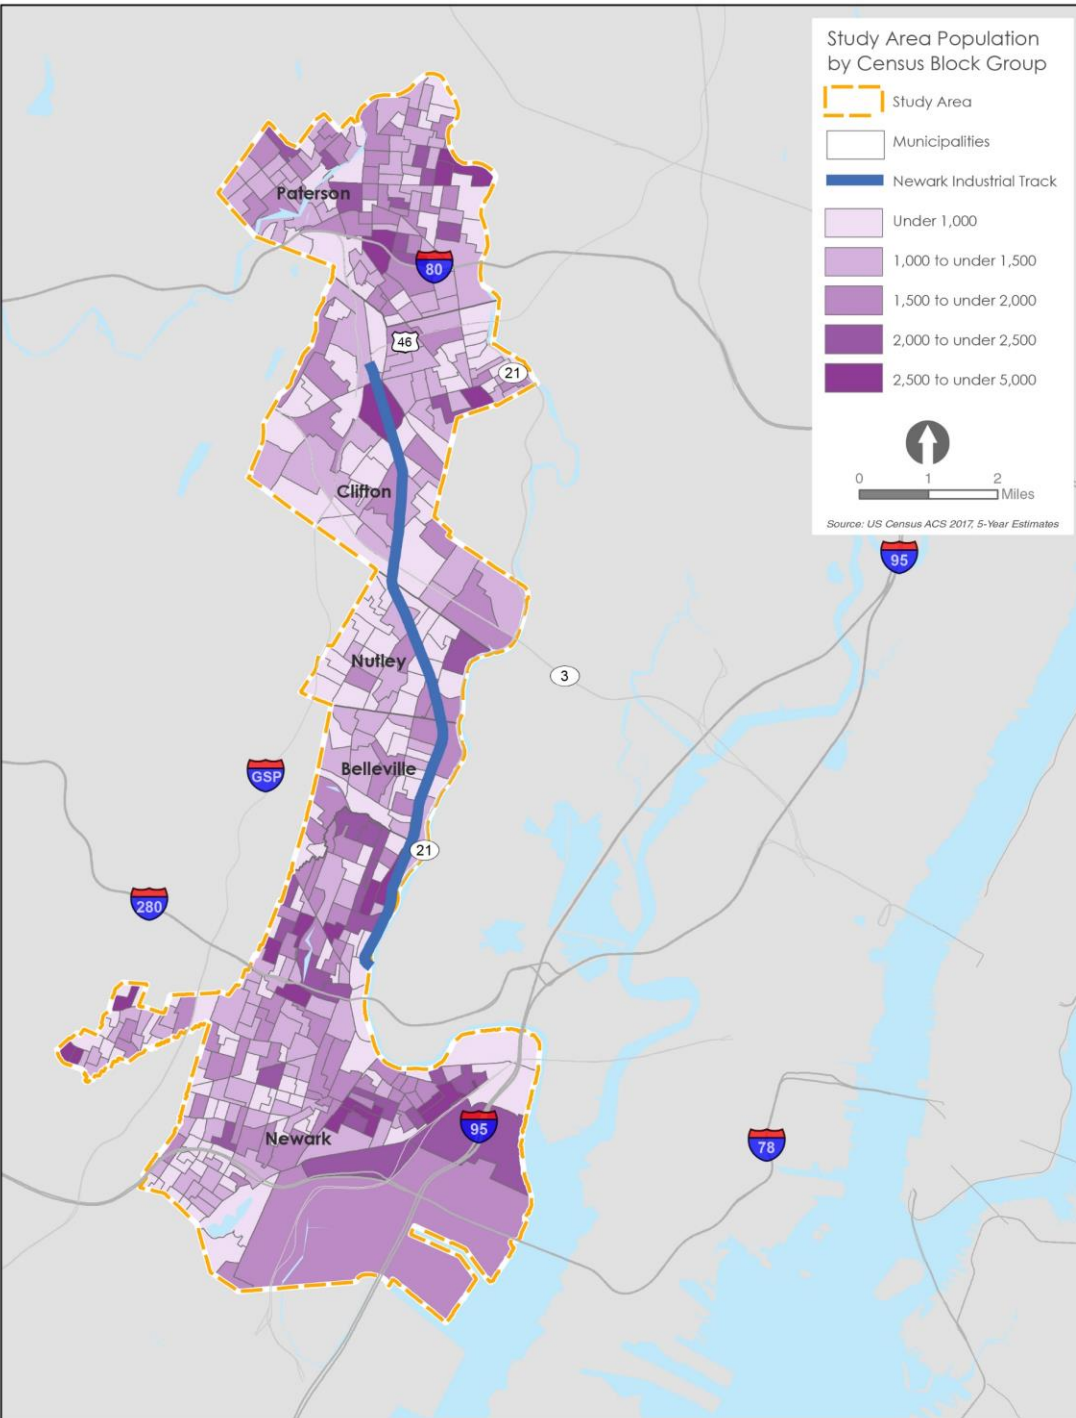 Study Area Population
by Census Block Group
Study Area
Municipalities
Newark Industrial Track
Under 1,000
1,000 to under 1,500
1,500 to under 2,000
2,000 to under 2,500
2,500 to under 5,000
0 1 2
Miles
Source: US Census ACS 2017, 5-Year Estimates
Paterson
80
46
21
Clifton
95
Nutley
3
Belleville
GSP
21
280
95
Newark
78